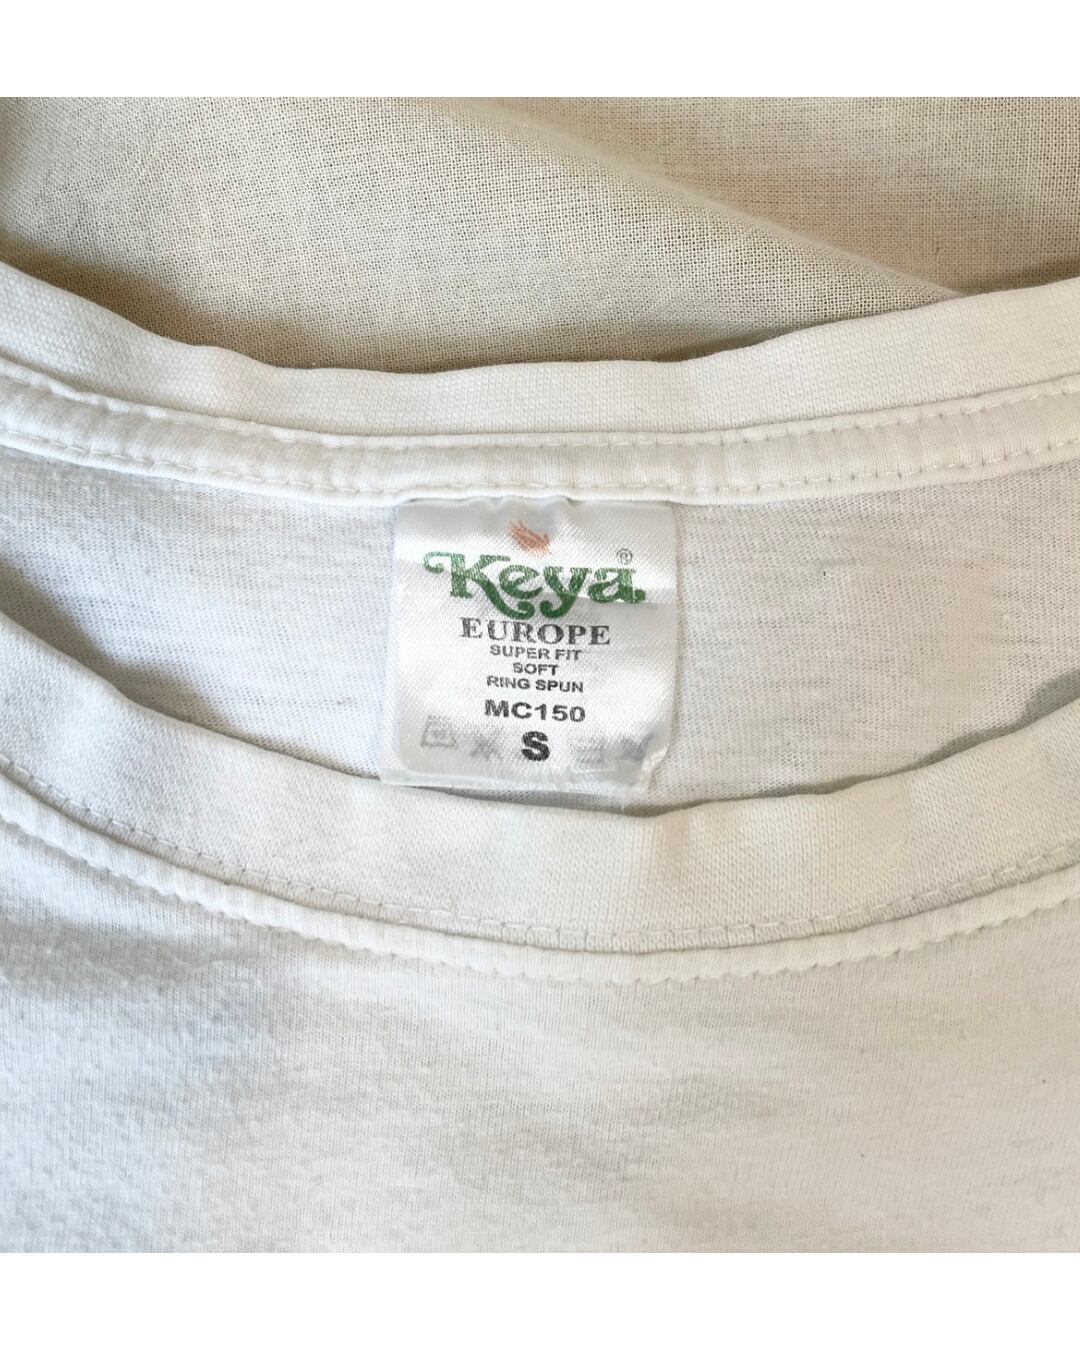 Keya®
EUROPE
SUPER FIT
SOFT
RING SPUN
MC150
S